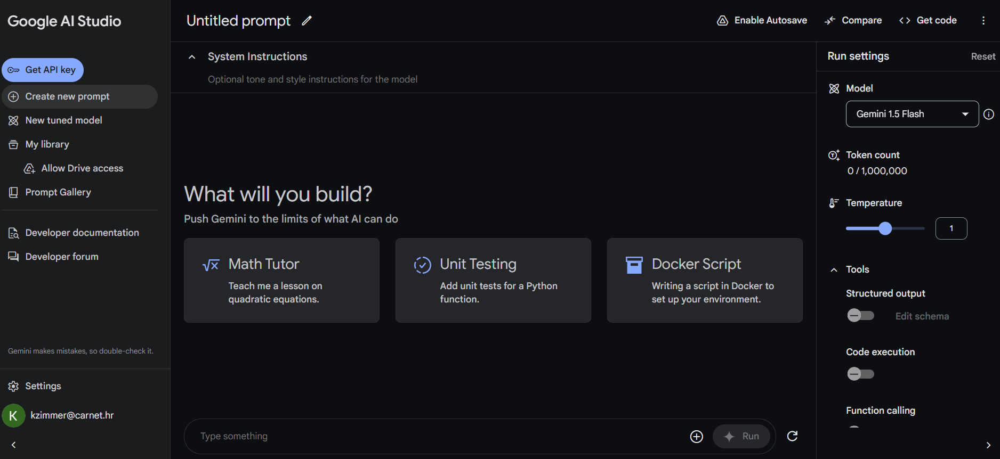 Google AI Studio
Get API key
Create new prompt
New tuned model
My library
Allow Drive access
Prompt Gallery
Developer documentation
Developer forum
Gemini makes mistakes, so double-check it.
Settings
K
kzimmer@carnet.hr
Untitled prompt
Enable Autosave
Compare
Get code
System Instructions
Optional tone and style instructions for the model
What will you build?
Push Gemini to the limits of what AI can do
Math Tutor
Teach me a lesson on
quadratic equations.
Unit Testing
Add unit tests for a Python
function.
Docker Script
Writing a script in Docker to
set up your environment.
Type something
Run
Run settings
Reset
Model
Gemini 1.5 Flash
Token count
0 / 1,000,000
Temperature
1
Tools
Structured output
Edit schema
Code execution
Function calling